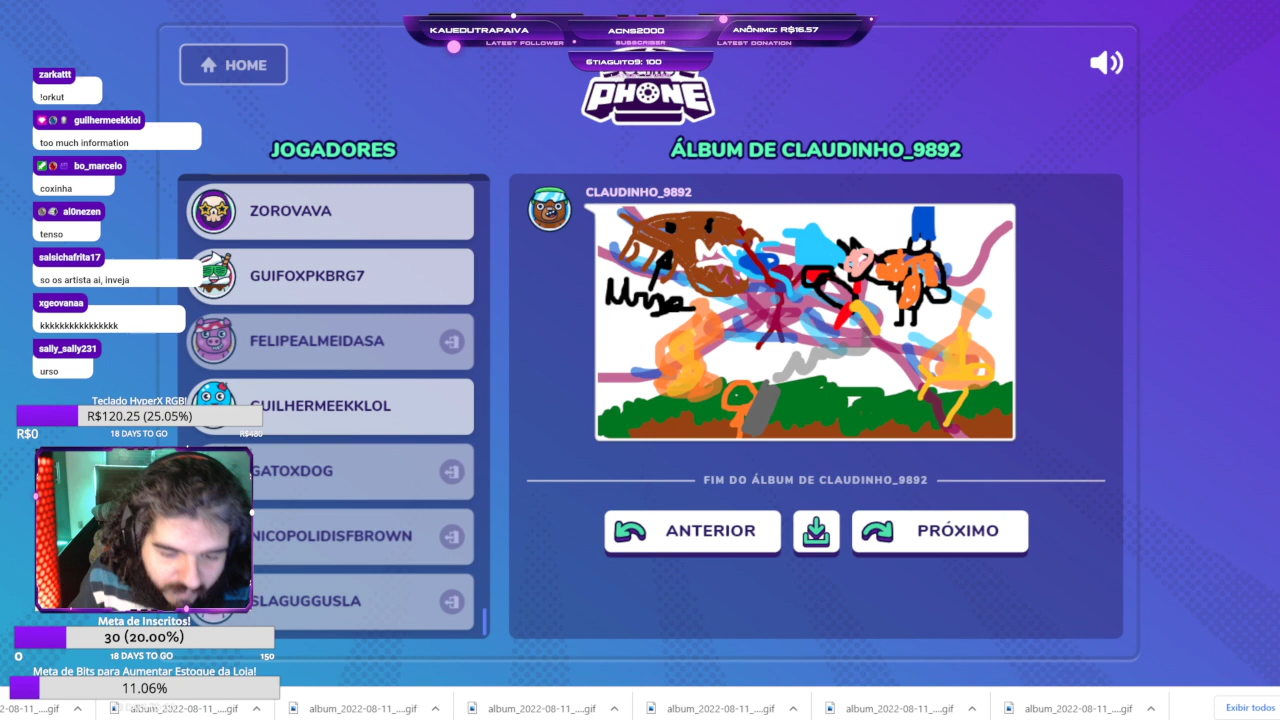 KAUEDUTRAPAIVA
LATEST FOLLOWER
ACNS2000
SUBSCRIBER
ANÔNIMO: R$16.57
LATEST DONATION
6TIAGUITO9: 100
HOME
PHONE
zarkattt
!orkut
guilhermeekklol
too much information
bo_marcelo
coxinha
al0nezen
tenso
salsichafrita17
so os artista ai, inveja
xgeovanaa
kkkkkkkkkkkkkkkk
sally_sally231
urso
JOGADORES
ZOROVAVA
GUIFOXPKBRG7
FELIPEALMEIDASA
GUILHERMEEKKLOL
GATOXDOG
NICOPOLIDISFBROWN
SLAGUGGUSLA
ÁLBUM DE CLAUDINHO_9892
CLAUDINHO_9892
Urso
FIM DO ÁLBUM DE CLAUDINHO_9892
ANTERIOR
PRÓXIMO
Teclado HyperX RGB!
R$120.25 (25.05%)
R$0
18 DAYS TO GO
R$480
Meta de Inscritos!
30 (20.00%)
0
18 DAYS TO GO
150
Meta de Bits para Aumentar Estoque da Loja!
11.06%
2-08-11_....gif
album_2022-08-11_....gif
album_2022-08-11_....gif
album_2022-08-11_....gif
album_2022-08-11_....gif
album_2022-08-11_....gif
album_2022-08-11_....gif
Exibir todos